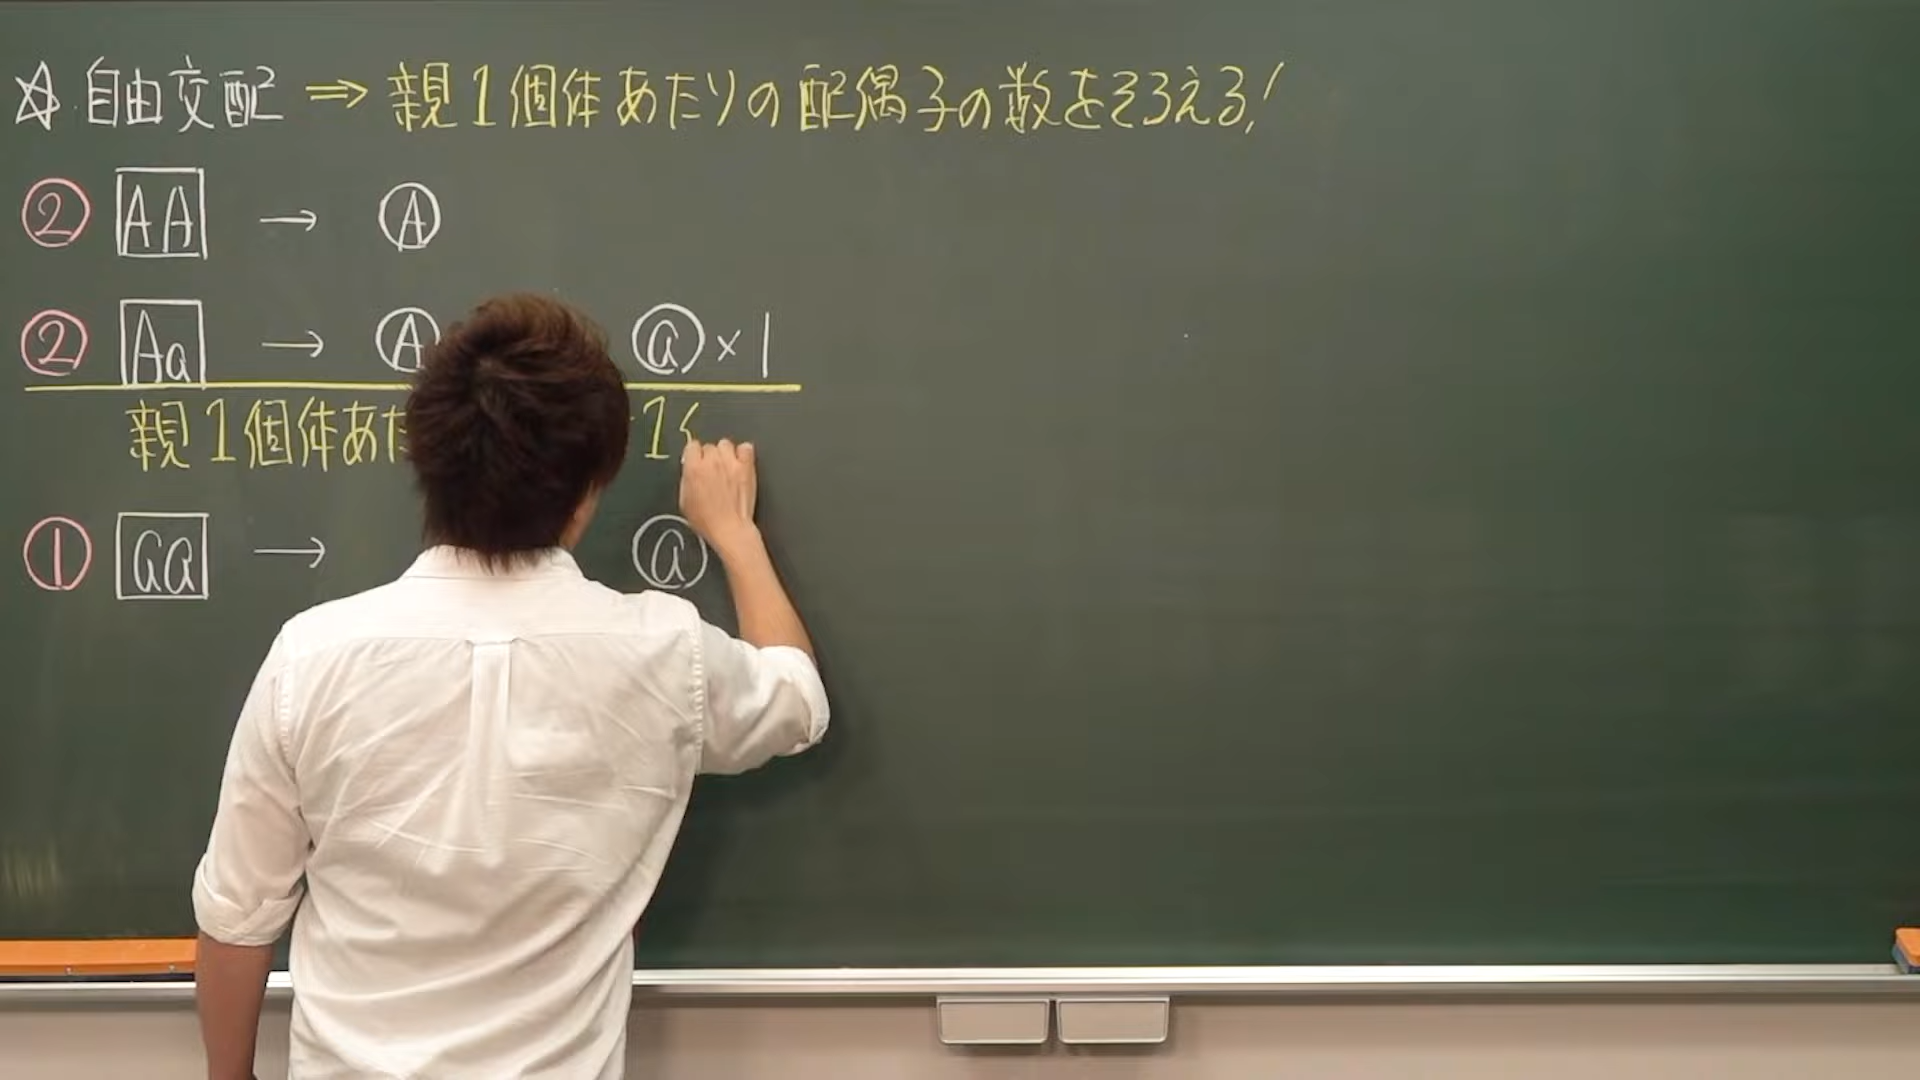 ☆自由交配 ⇒ 親1個体あたりの配偶子の数をそろえる!
② AA → A
② Aa → A a×1
親1個体あた 1
① aa → a